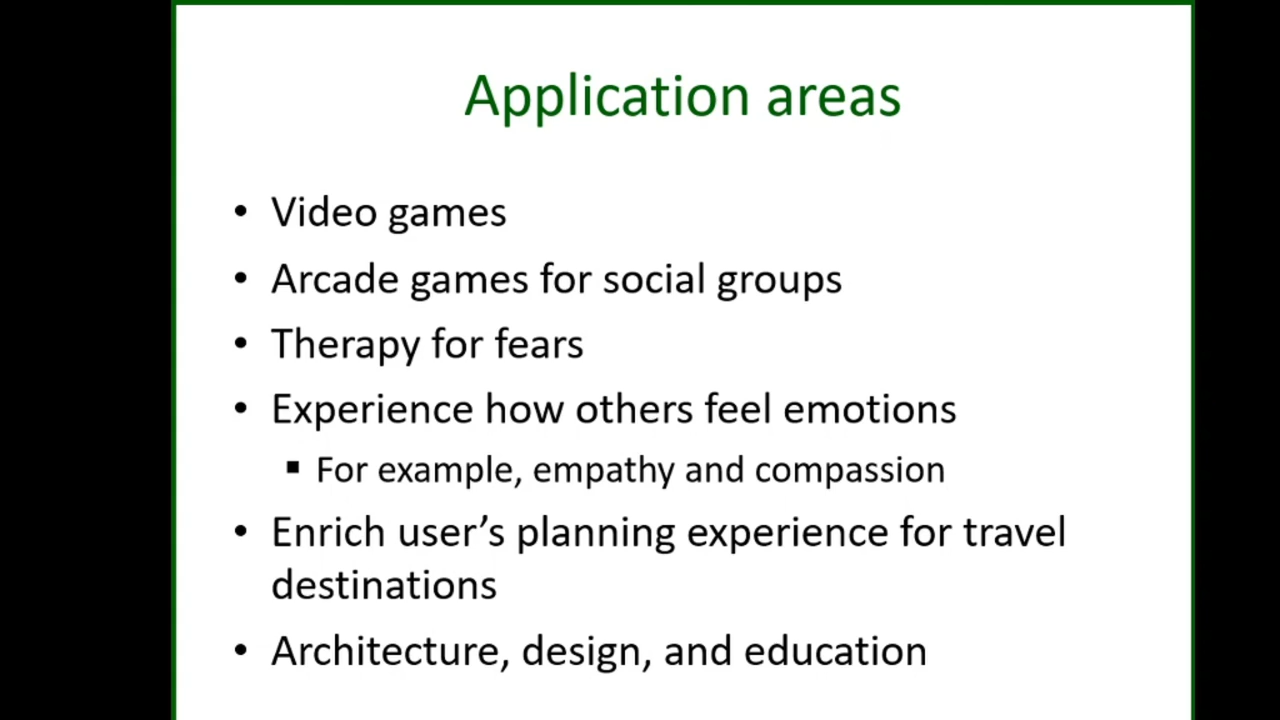 Application areas
• Video games
• Arcade games for social groups
• Therapy for fears
• Experience how others feel emotions
▪ For example, empathy and compassion
• Enrich user’s planning experience for travel
destinations
• Architecture, design, and education